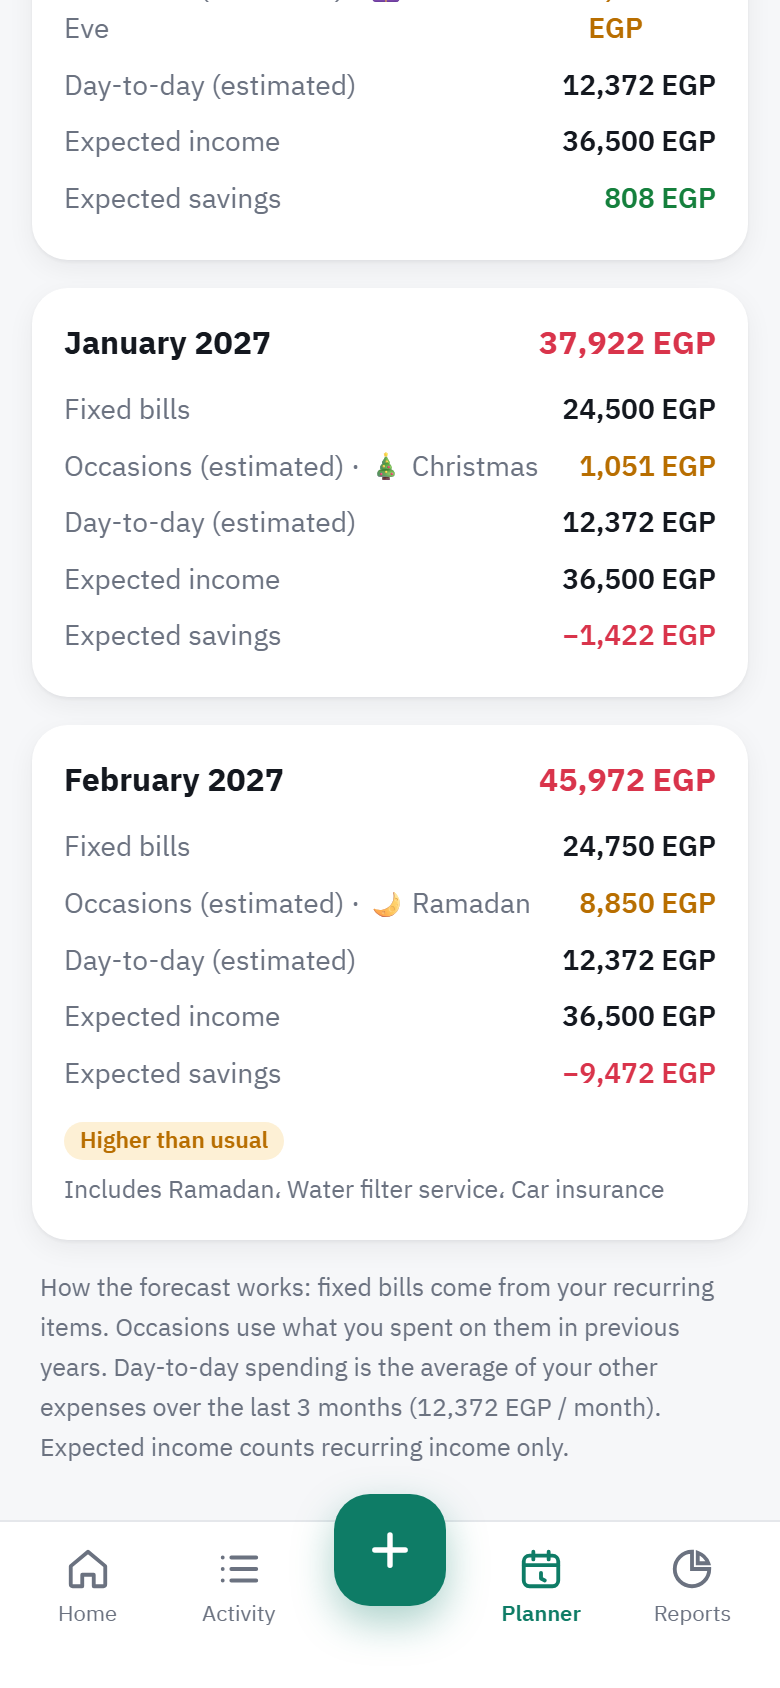 Eve EGP
Day-to-day (estimated) 12,372 EGP
Expected income 36,500 EGP
Expected savings 808 EGP
January 2027 37,922 EGP
Fixed bills 24,500 EGP
Occasions (estimated) · 🎄 Christmas 1,051 EGP
Day-to-day (estimated) 12,372 EGP
Expected income 36,500 EGP
Expected savings −1,422 EGP
February 2027 45,972 EGP
Fixed bills 24,750 EGP
Occasions (estimated) · 🌙 Ramadan 8,850 EGP
Day-to-day (estimated) 12,372 EGP
Expected income 36,500 EGP
Expected savings −9,472 EGP
Higher than usual
Includes Ramadan، Water filter service، Car insurance
How the forecast works: fixed bills come from your recurring
items. Occasions use what you spent on them in previous
years. Day-to-day spending is the average of your other
expenses over the last 3 months (12,372 EGP / month).
Expected income counts recurring income only.
Home Activity Planner Reports